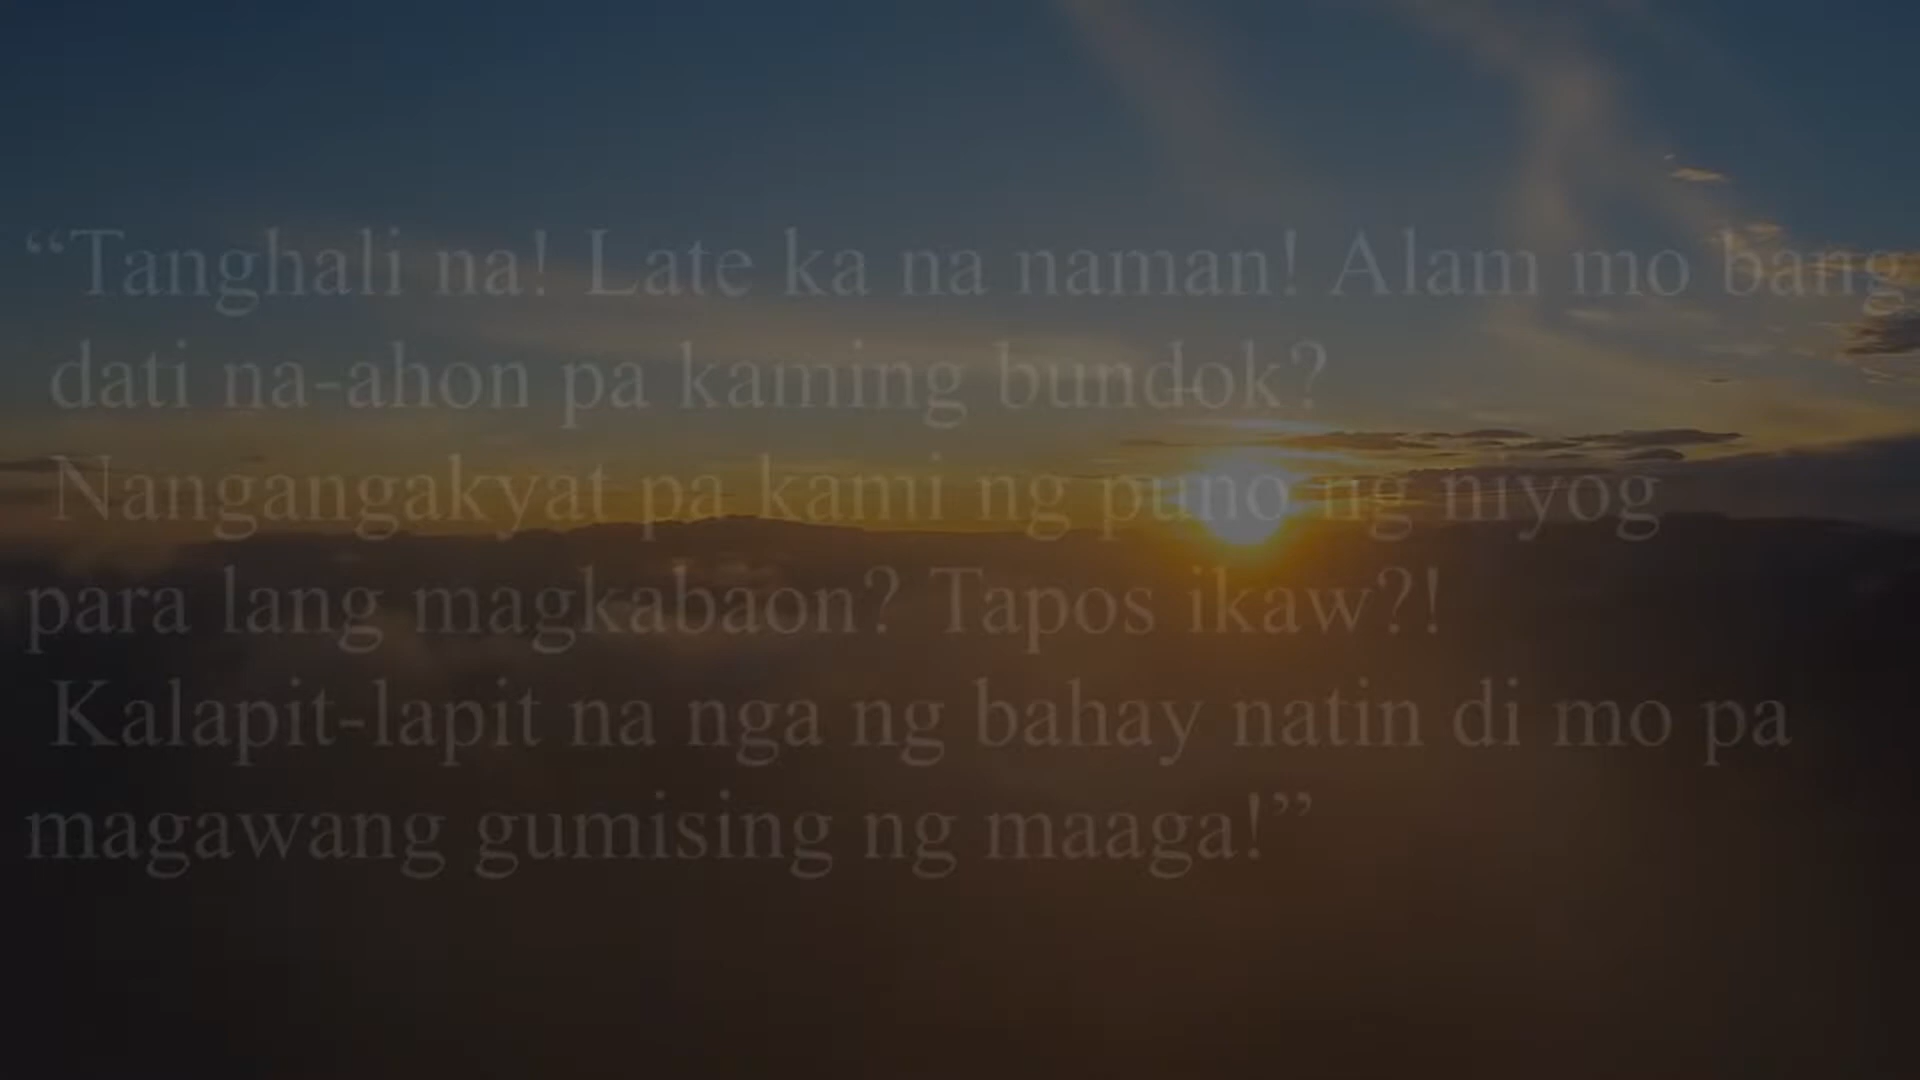 “Tanghali na! Late ka na naman! Alam mo bang
dati na-ahon pa kaming bundok?
Nangangakyat pa kami ng puno ng niyog
para lang magkabaon? Tapos ikaw?!
Kalapit-lapit na nga ng bahay natin di mo pa
magawang gumising ng maaga!”